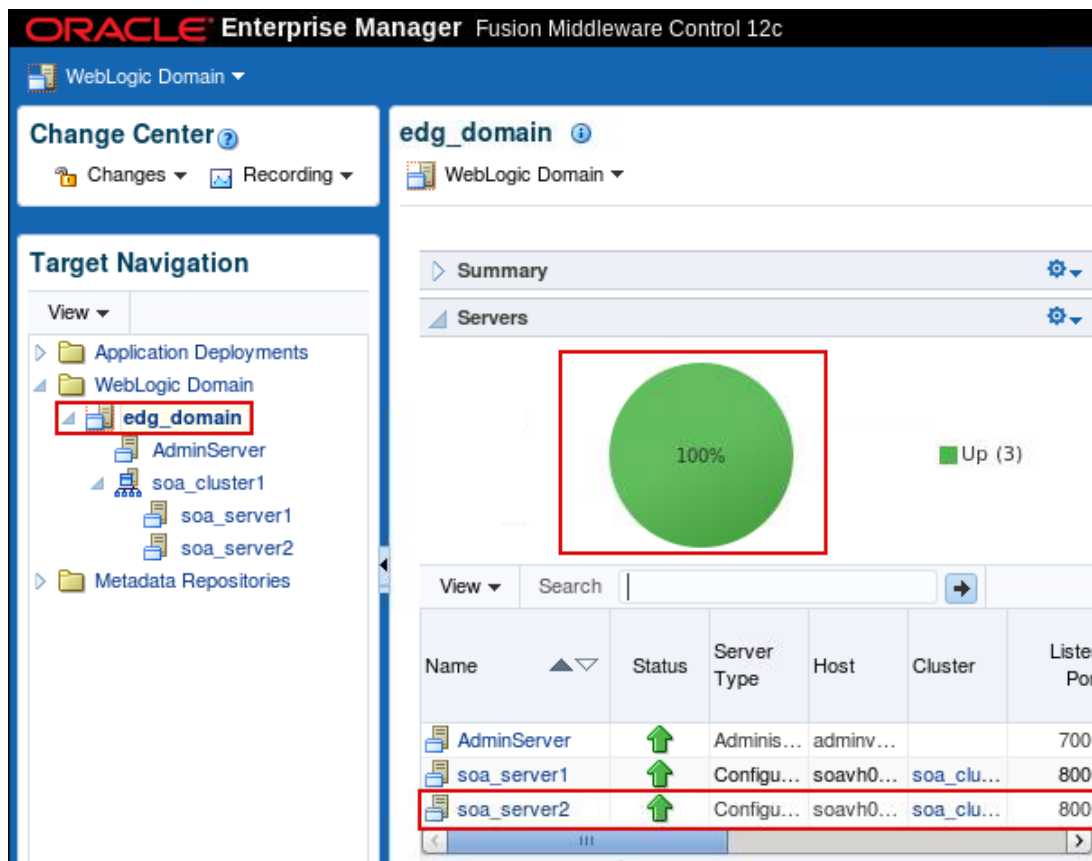 ORACLE Enterprise Manager Fusion Middleware Control 12c
WebLogic Domain
Change Center
Changes Recording
Target Navigation
View
Application Deployments
WebLogic Domain
edg_domain
AdminServer
soa_cluster1
soa_server1
soa_server2
Metadata Repositories
edg_domain
WebLogic Domain
Summary
Servers
100%
Up (3)
View Search
Name Status Server Type Host Cluster Liste Por
AdminServer Adminis... adminv... 700
soa_server1 Configu... soavh0... soa_clu... 800
soa_server2 Configu... soavh0... soa_clu... 800